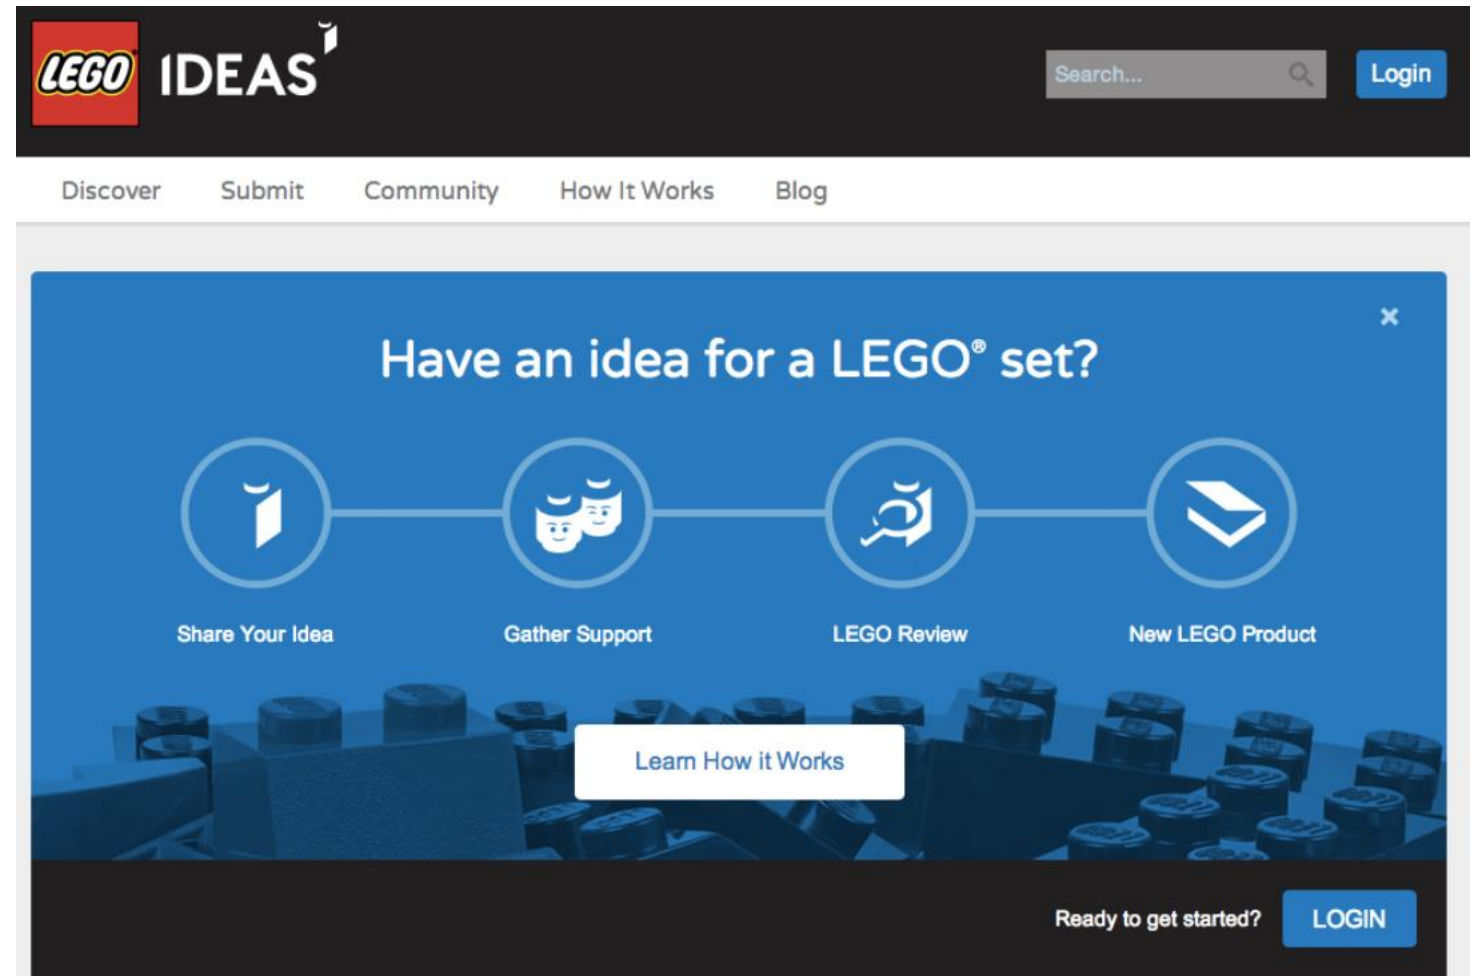 LEGO IDEAS
Search...
Login
Discover Submit Community How It Works Blog
Have an idea for a LEGO® set?
Share Your Idea Gather Support LEGO Review New LEGO Product
Learn How it Works
Ready to get started? LOGIN